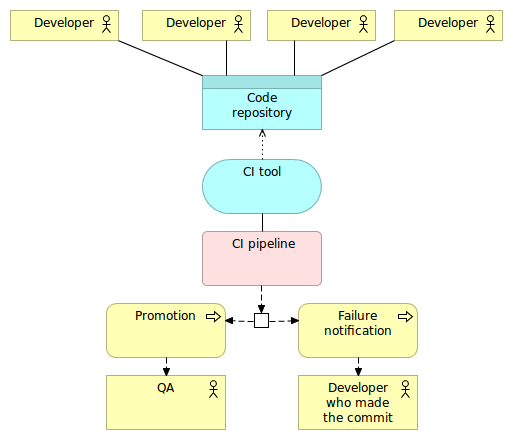 Developer
Developer
Developer
Developer
Code
repository
CI tool
CI pipeline
Promotion
Failure
notification
QA
Developer
who made
the commit